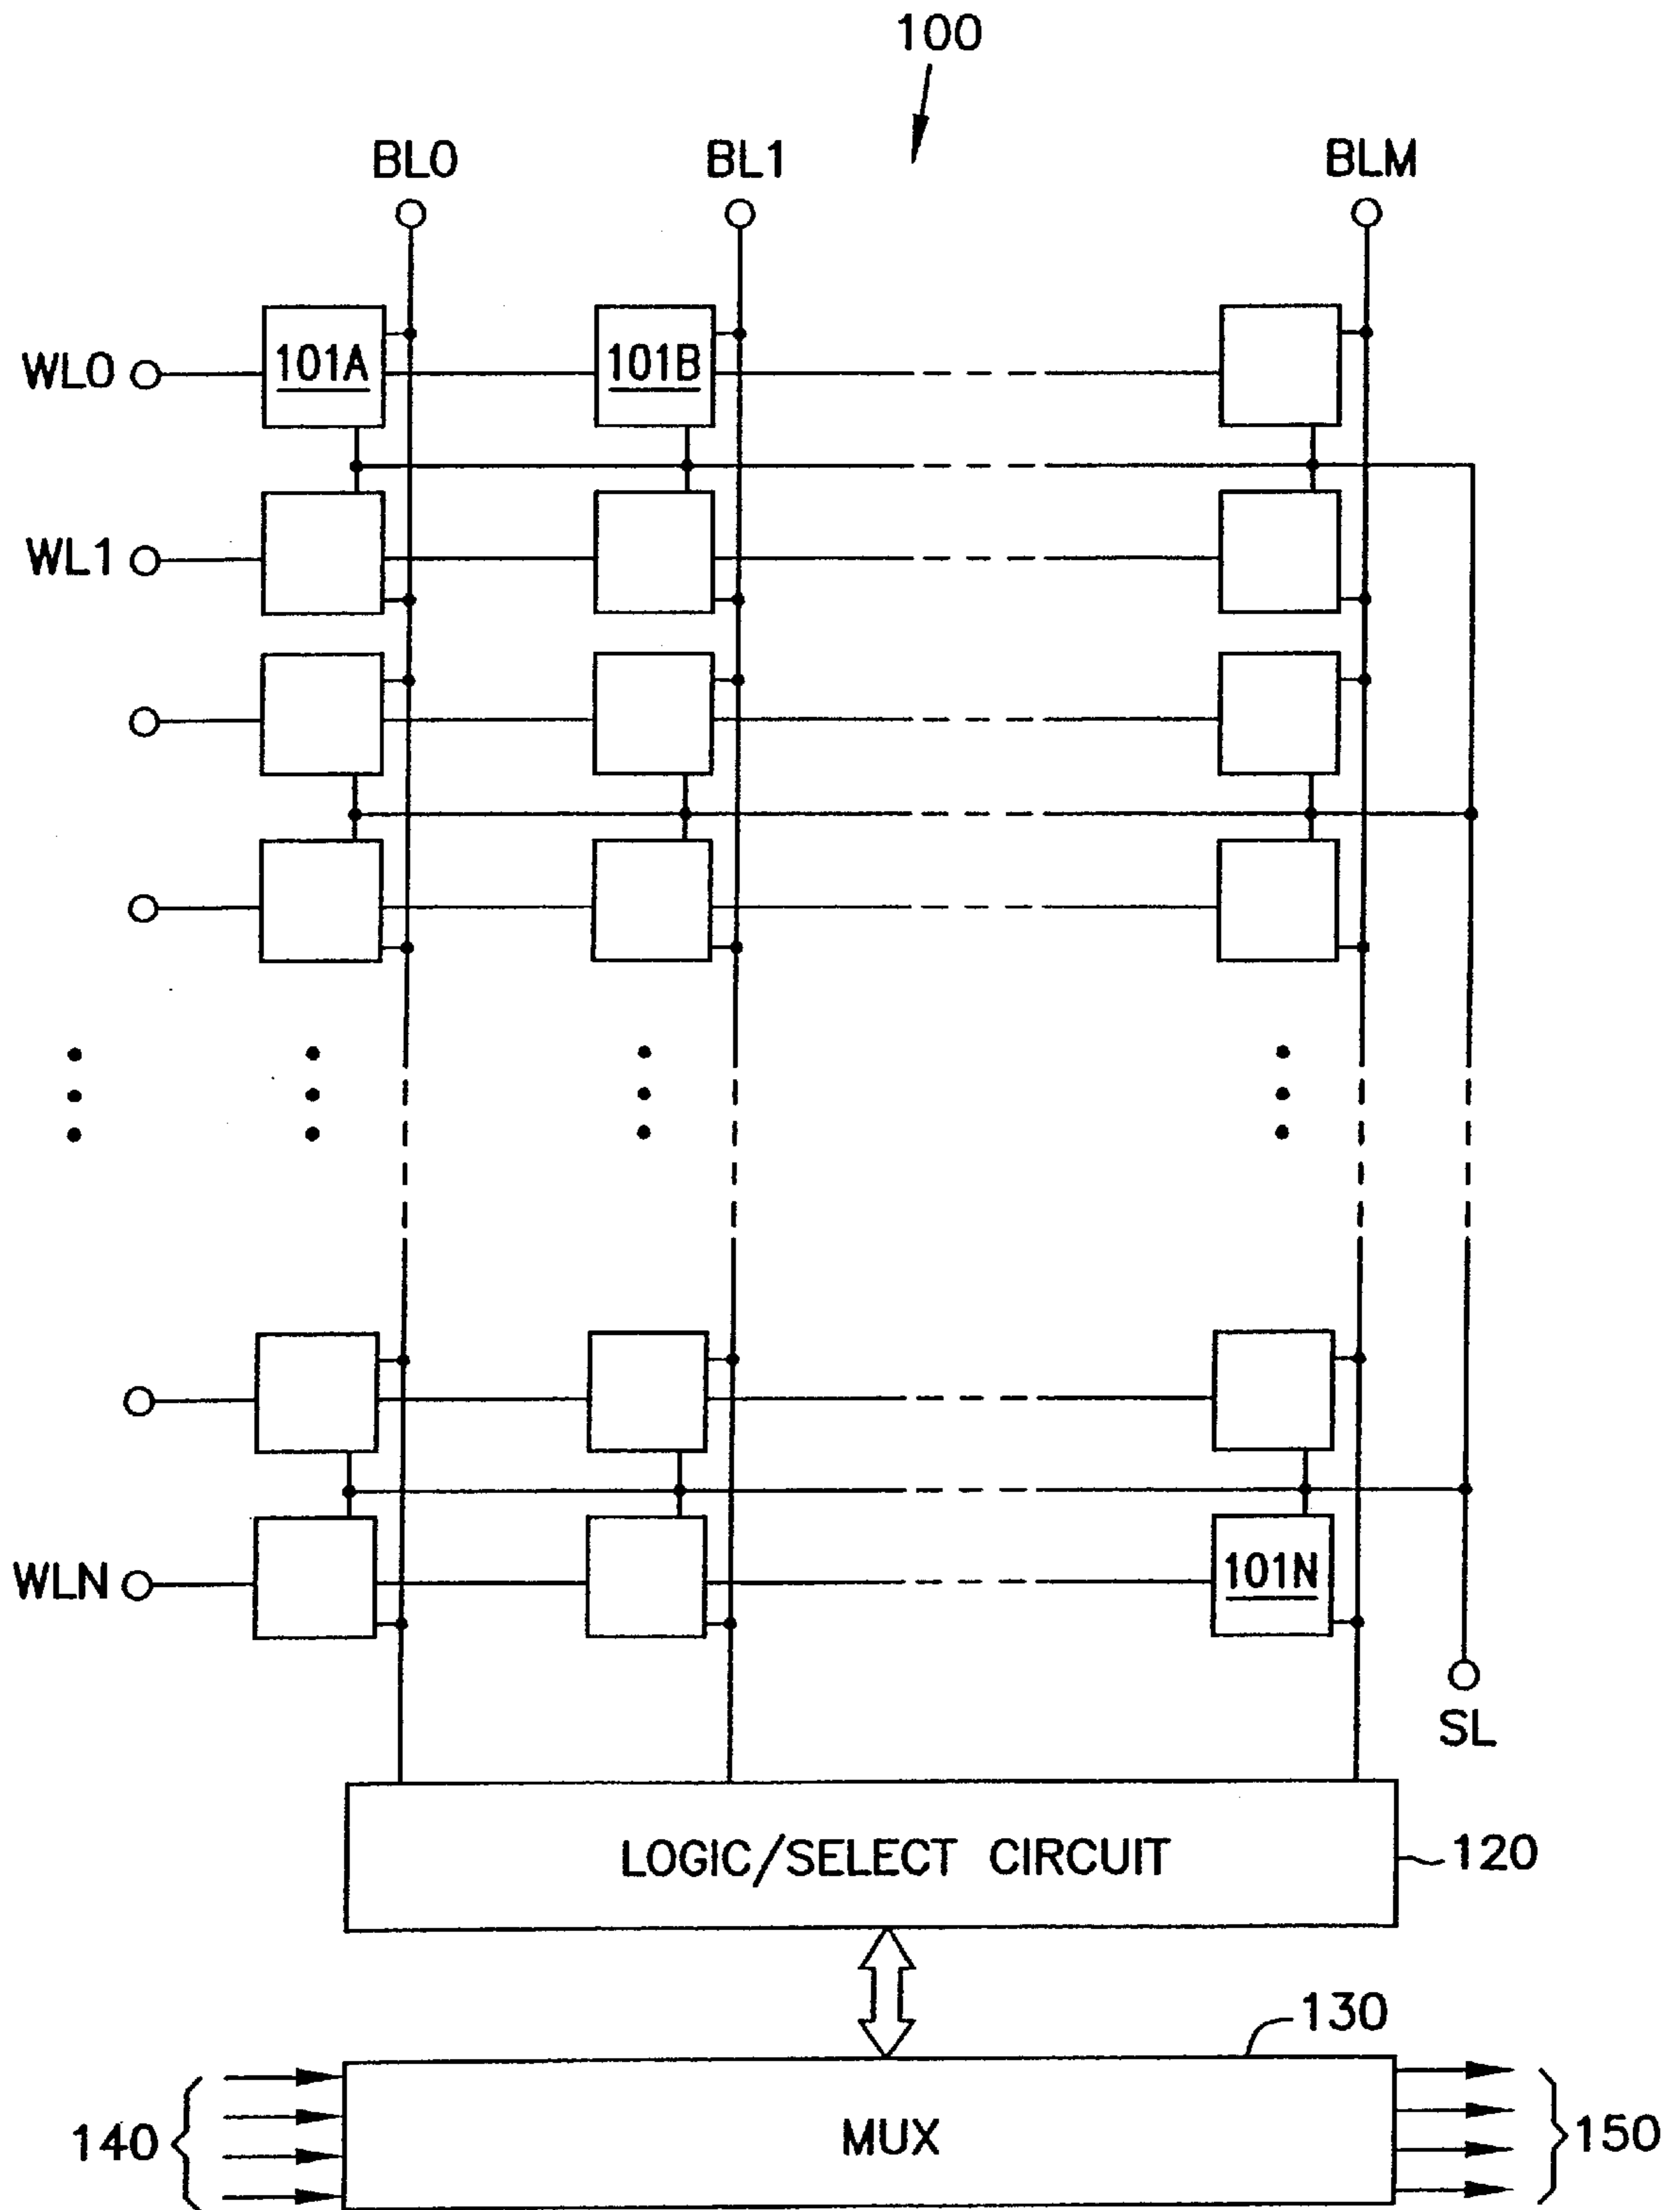 100
BL0 BL1 BLM
WL0 101A 101B
WL1
WLN 101N
SL
LOGIC/SELECT CIRCUIT 120
130
140 MUX 150